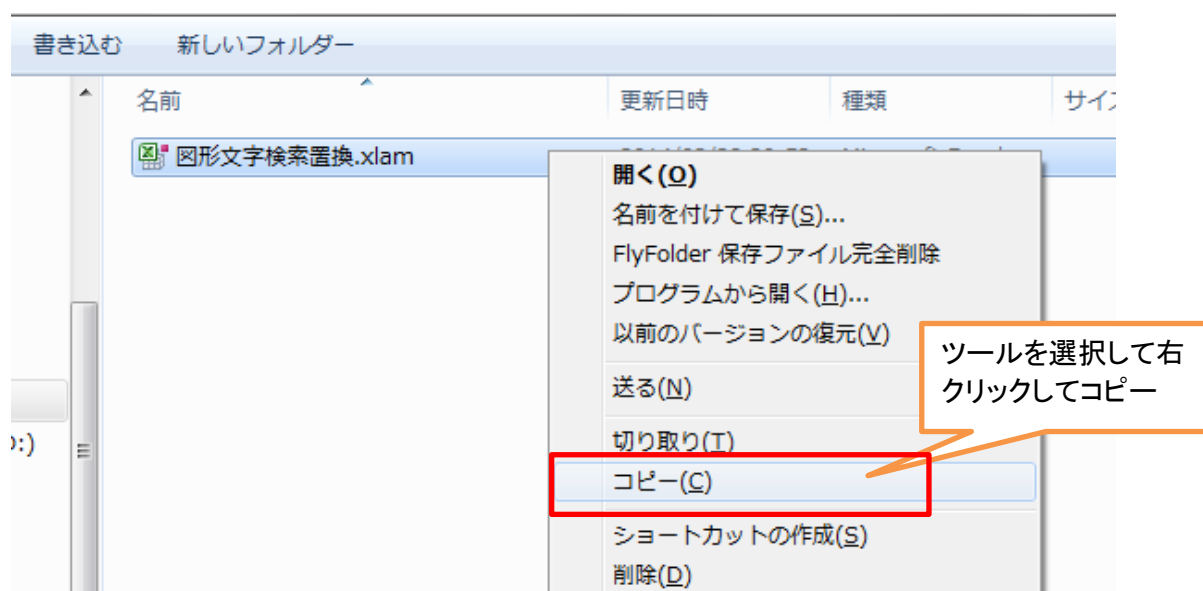 書き込む 新しいフォルダー
名前 更新日時 種類 サイズ
図形文字検索置換.xlam
開く(O)
名前を付けて保存(S)...
FlyFolder 保存ファイル完全削除
プログラムから開く(H)...
以前のバージョンの復元(V)
送る(N)
切り取り(T)
コピー(C)
ショートカットの作成(S)
削除(D)
ツールを選択して右
クリックしてコピー
:)